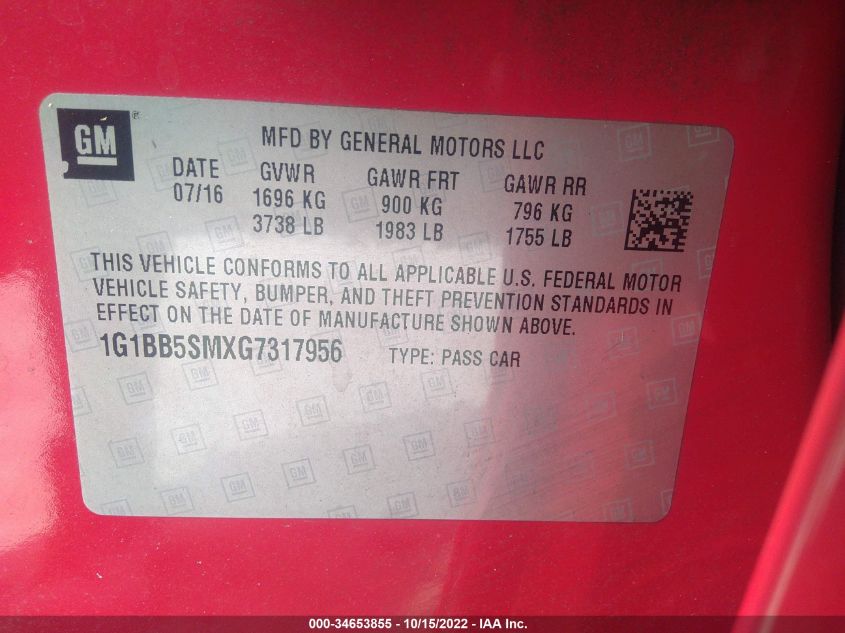 GM ®
MFD BY GENERAL MOTORS LLC
DATE GVWR GAWR FRT GAWR RR
07/16 1696 KG 900 KG 796 KG
3738 LB 1983 LB 1755 LB
THIS VEHICLE CONFORMS TO ALL APPLICABLE U.S. FEDERAL MOTOR
VEHICLE SAFETY, BUMPER, AND THEFT PREVENTION STANDARDS IN
EFFECT ON THE DATE OF MANUFACTURE SHOWN ABOVE.
1G1BB5SMXG7317956 TYPE: PASS CAR
000-34653855 - 10/15/2022 - IAA Inc.